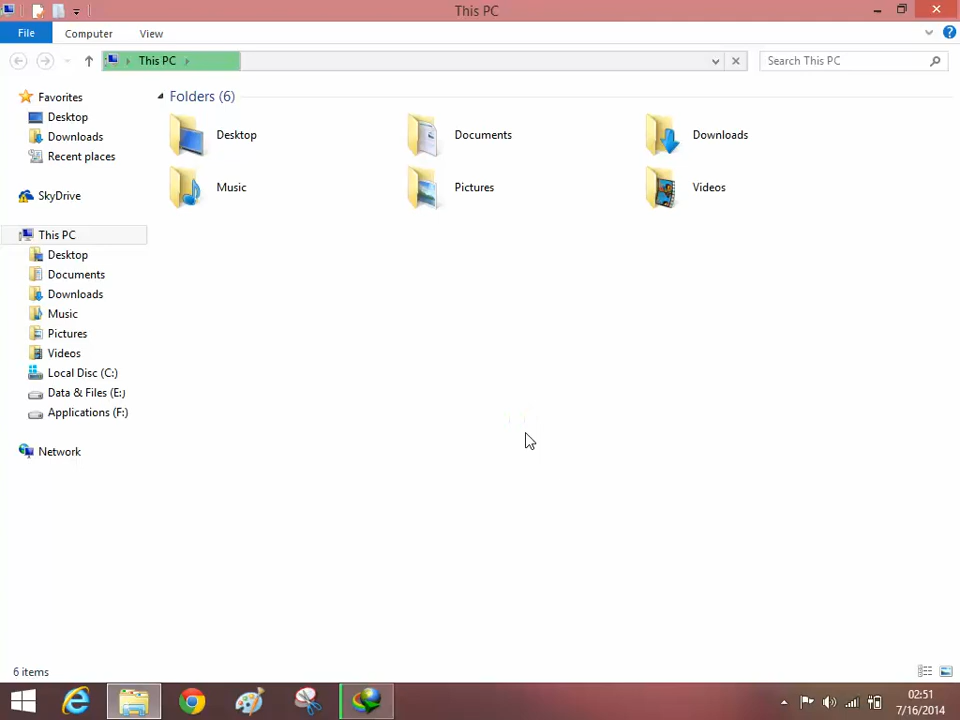 This PC
File
Computer
View
This PC
Search This PC
Favorites
Desktop
Downloads
Recent places
SkyDrive
This PC
Desktop
Documents
Downloads
Music
Pictures
Videos
Local Disc (C:)
Data & Files (E:)
Applications (F:)
Network
Folders (6)
Desktop
Documents
Downloads
Music
Pictures
Videos
6 items
02:51
7/16/2014